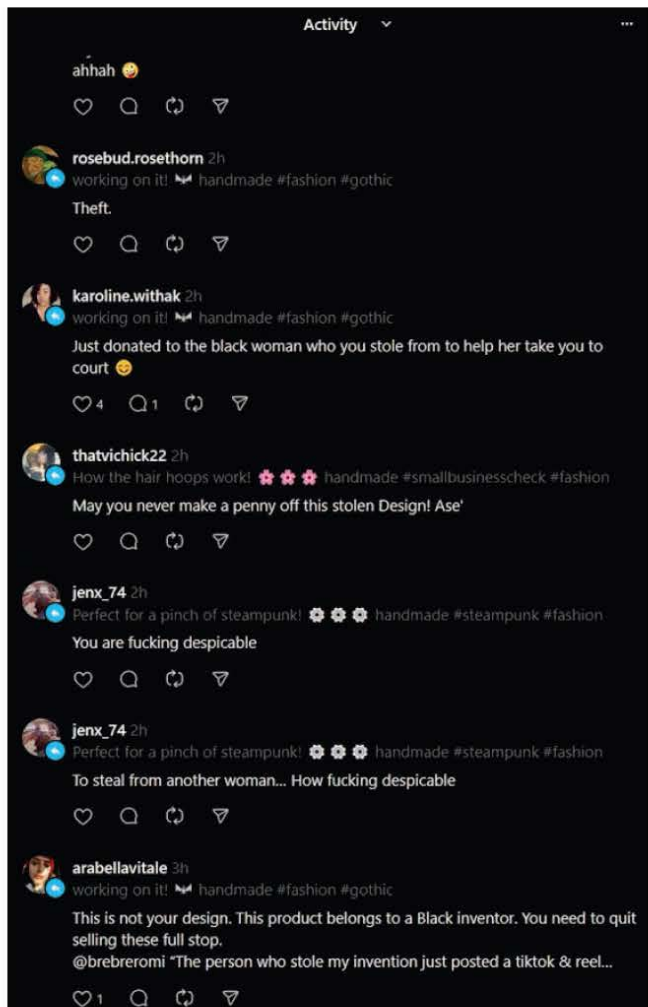 Activity
ahhah 🤪
rosebud.rosethorn 2h
working on it! 🦇 handmade #fashion #gothic
Theft.
karoline.withak 2h
working on it! 🦇 handmade #fashion #gothic
Just donated to the black woman who you stole from to help her take you to
court 😊
4 1
thatvichick22 2h
How the hair hoops work! 🌸 🌸 🌸 handmade #smallbusinesscheck #fashion
May you never make a penny off this stolen Design! Ase'
jenx_74 2h
Perfect for a pinch of steampunk! ⚙️ ⚙️ ⚙️ handmade #steampunk #fashion
You are fucking despicable
jenx_74 2h
Perfect for a pinch of steampunk! ⚙️ ⚙️ ⚙️ handmade #steampunk #fashion
To steal from another woman... How fucking despicable
arabellavitale 3h
working on it! 🦇 handmade #fashion #gothic
This is not your design. This product belongs to a Black inventor. You need to quit
selling these full stop.
@brebreromi “The person who stole my invention just posted a tiktok & reel...
1